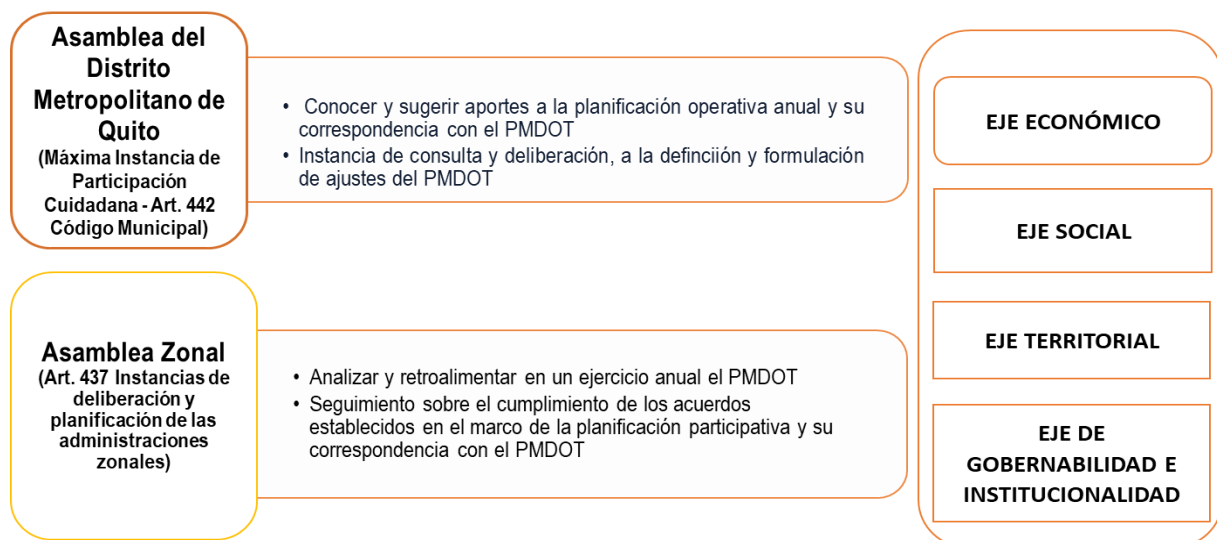 Asamblea del
Distrito
Metropolitano de
Quito
(Máxima Instancia de
Participación
Cuidadana - Art. 442
Código Municipal)
• Conocer y sugerir aportes a la planificación operativa anual y su
correspondencia con el PMDOT
• Instancia de consulta y deliberación, a la definciión y formulación
de ajustes del PMDOT
Asamblea Zonal
(Art. 437 Instancias de
deliberación y
planificación de las
administraciones
zonales)
• Analizar y retroalimentar en un ejercicio anual el PMDOT
• Seguimiento sobre el cumplimiento de los acuerdos
establecidos en el marco de la planificación participativa y su
correspondencia con el PMDOT
EJE ECONÓMICO
EJE SOCIAL
EJE TERRITORIAL
EJE DE
GOBERNABILIDAD E
INSTITUCIONALIDAD